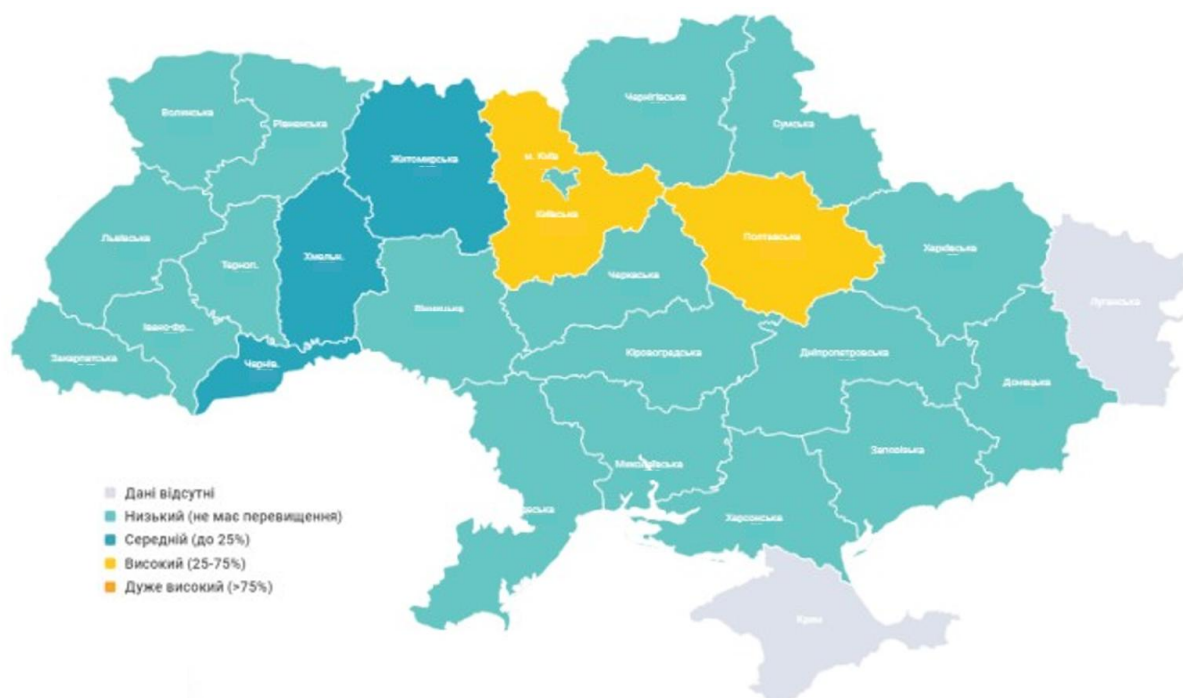 Волинська
Рівненська
Житомирська
Чернігівська
Сумська
м. Київ
Київська
Львівська
Терноп.
Хмельн.
Полтавська
Харківська
Черкаська
Вінницька
Івано-Фр...
Закарпатська
Чернів.
Кіровоградська
Дніпропетровська
Луганська
Донецька
Запорізька
Миколаївська
Херсонська
Крим
Дані відсутні
Низький (не має перевищення)
Середній (до 25%)
Високий (25-75%)
Дуже високий (>75%)